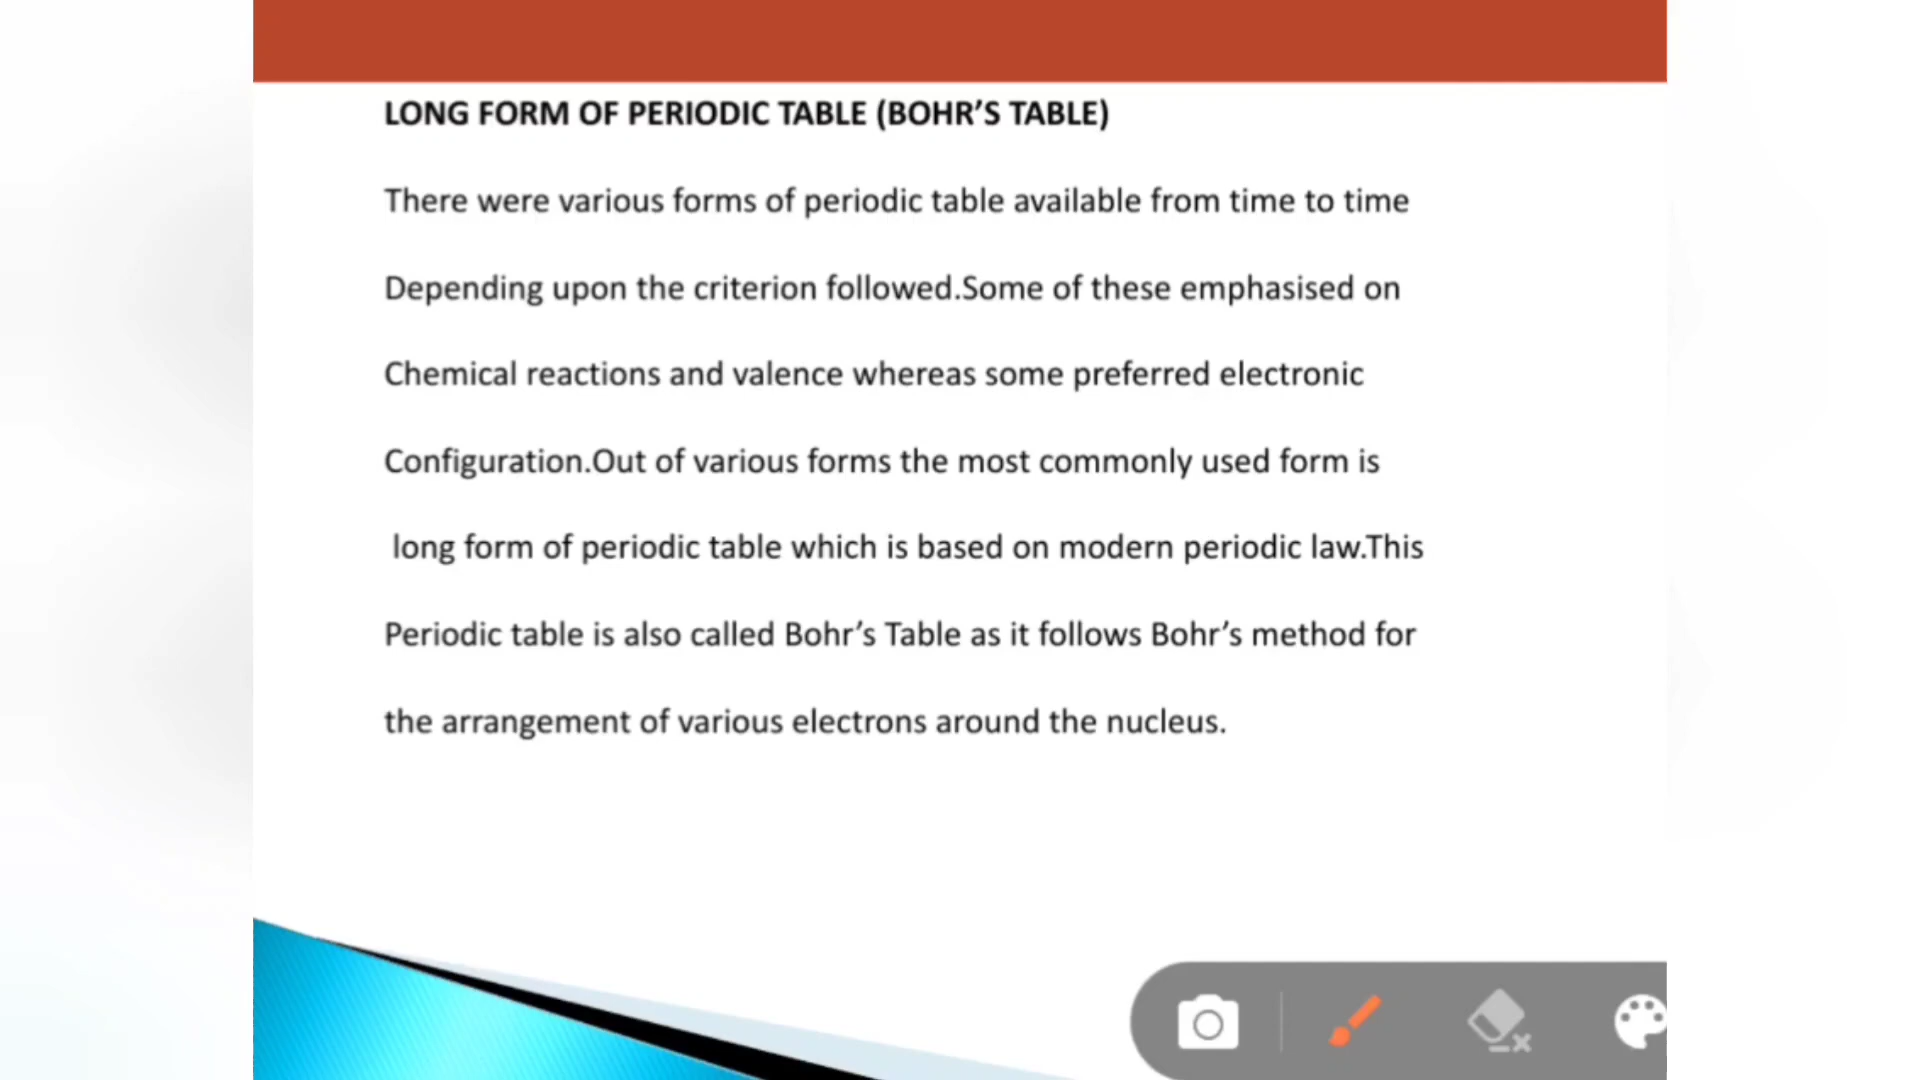 LONG FORM OF PERIODIC TABLE (BOHR’S TABLE)
There were various forms of periodic table available from time to time
Depending upon the criterion followed.Some of these emphasised on
Chemical reactions and valence whereas some preferred electronic
Configuration.Out of various forms the most commonly used form is
long form of periodic table which is based on modern periodic law.This
Periodic table is also called Bohr’s Table as it follows Bohr’s method for
the arrangement of various electrons around the nucleus.